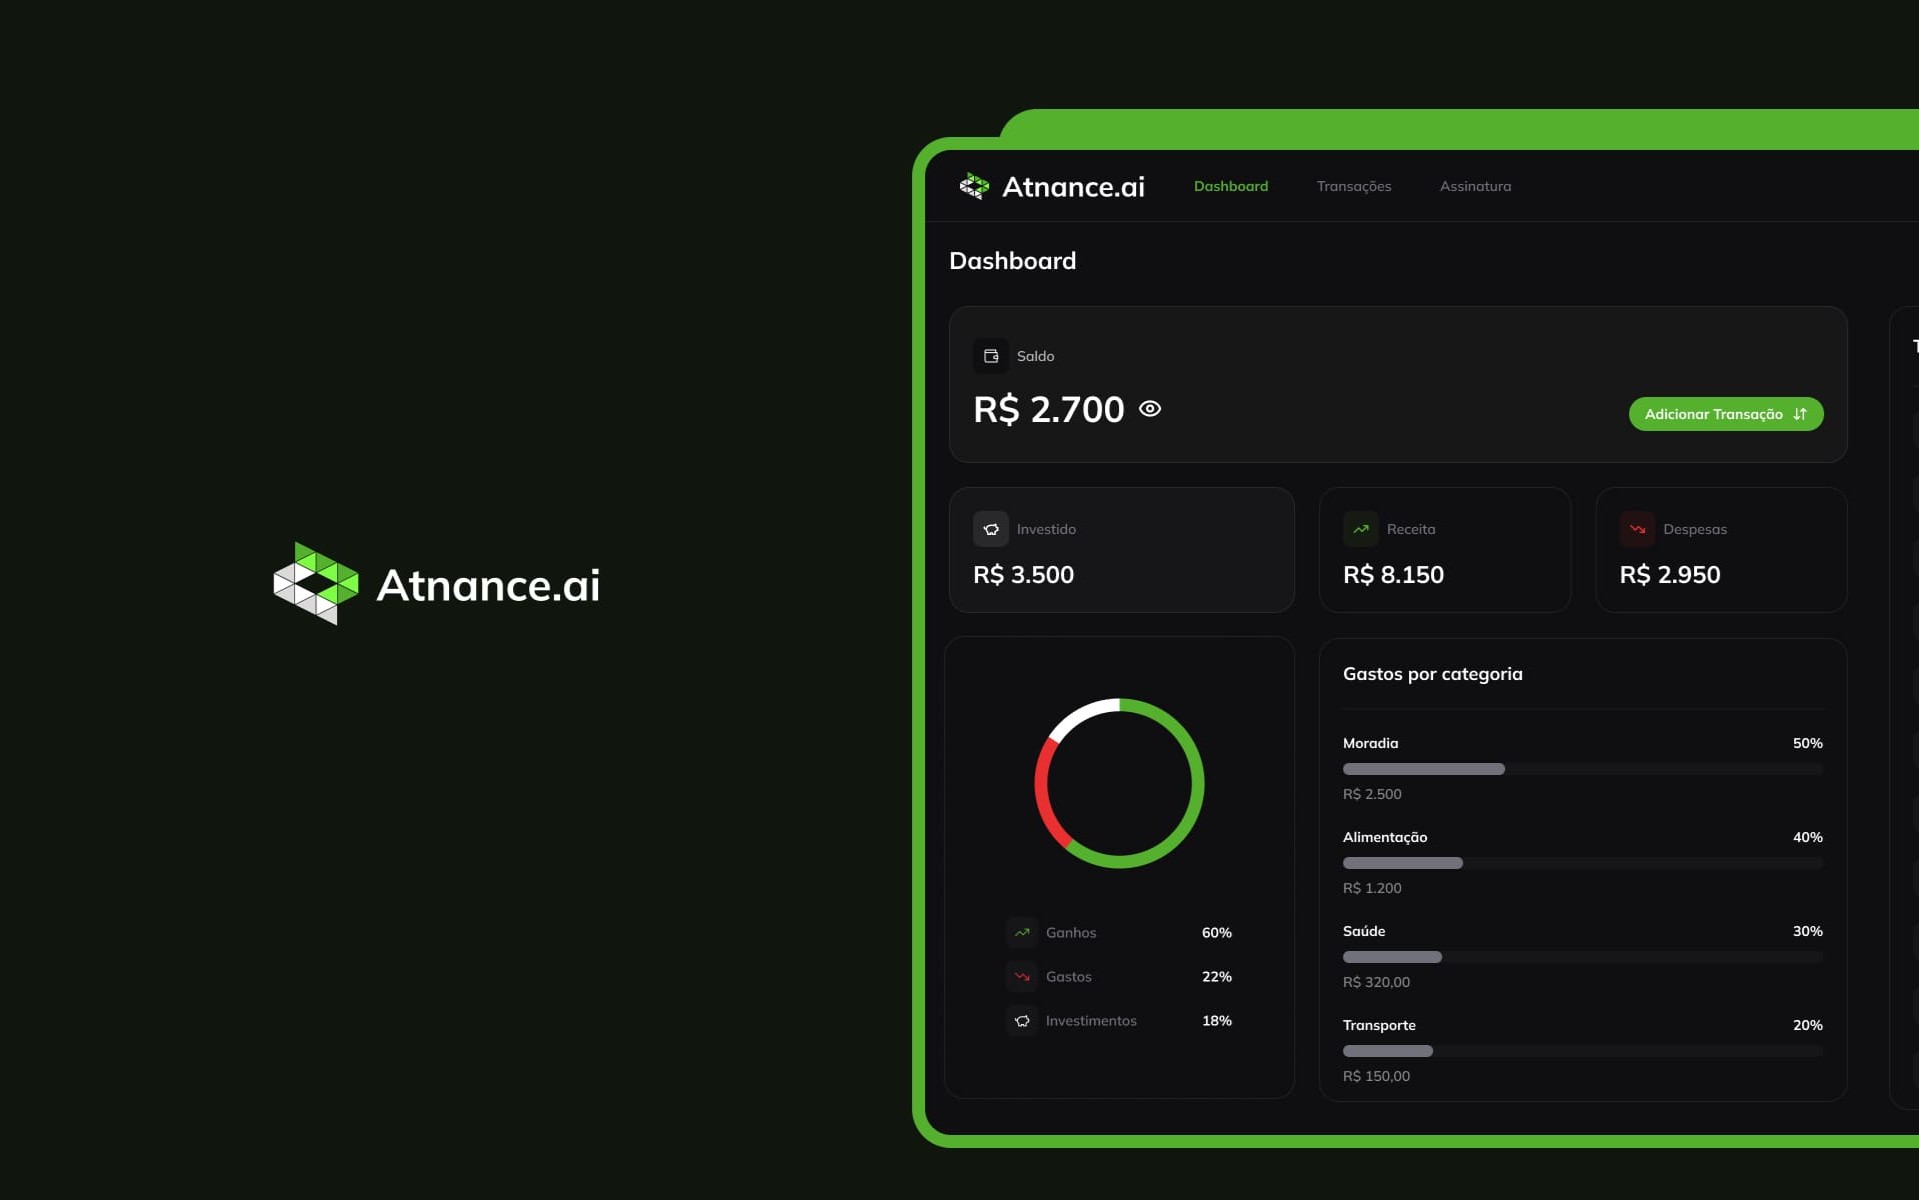 Atnance.ai
Atnance.ai Dashboard Transações Assinatura
Dashboard
Saldo
R$ 2.700
Adicionar Transação
Investido
R$ 3.500
Receita
R$ 8.150
Despesas
R$ 2.950
Ganhos 60%
Gastos 22%
Investimentos 18%
Gastos por categoria
Moradia 50%
R$ 2.500
Alimentação 40%
R$ 1.200
Saúde 30%
R$ 320,00
Transporte 20%
R$ 150,00